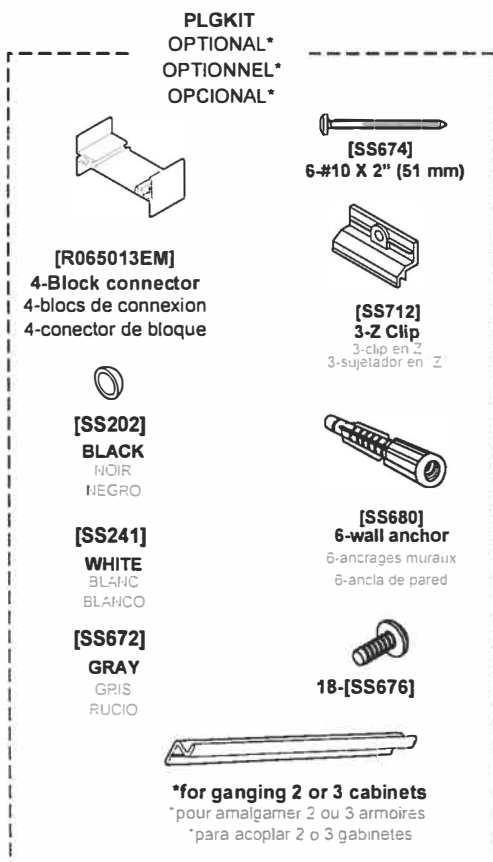 PLGKIT
OPTIONAL*
OPTIONNEL*
OPCIONAL*
[R065013EM]
4-Block connector
4-blocs de connexion
4-conector de bloque
[SS202]
BLACK
NOIR
NEGRO
[SS241]
WHITE
BLANC
BLANCO
[SS672]
GRAY
GRIS
RUCIO
[SS674]
6-#10 X 2" (51 mm)
[SS712]
3-Z Clip
3-clip en Z
3-sujetador en "Z"
[SS680]
6-wall anchor
6-ancrages muraux
6-ancla de pared
18-[SS676]
*for ganging 2 or 3 cabinets
*pour amalgamer 2 ou 3 armoires
*para acoplar 2 o 3 gabinetes